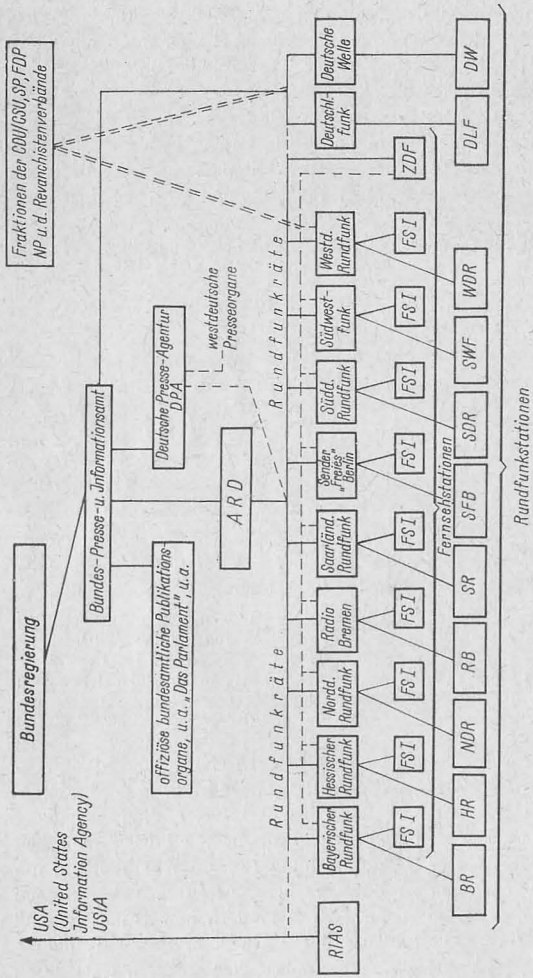 USA
(United States
Information Agency)
USIA
Bundesregierung
Fraktionen der CDU/CSU, SP, FDP
NP u. d. Revanchistenverbände
Bundes-Presse-u. Informationsamt
offiziöse bundesamtliche Publikations-
organe, u. a. „Das Parlament", u. a.
Deutsche Presse-Agentur
DPA
westdeutsche
Presseorgane
ARD
Rundfunkräte
Rundfunkräte
RIAS
Bayerischer
Rundfunk
Hessischer
Rundfunk
Nordd.
Rundfunk
Radio
Bremen
Saarländ.
Rundfunk
Sender
„Freies"
Berlin
Südd.
Rundfunk
Südwest-
funk
Westd.
Rundfunk
Deutschl.-
funk
Deutsche
Welle
ZDF
FS I
FS I
FS I
FS I
FS I
FS I
FS I
FS I
FS I
Fernsehstationen
BR
HR
NDR
RB
SR
SFB
SDR
SWF
WDR
DLF
DW
Rundfunkstationen